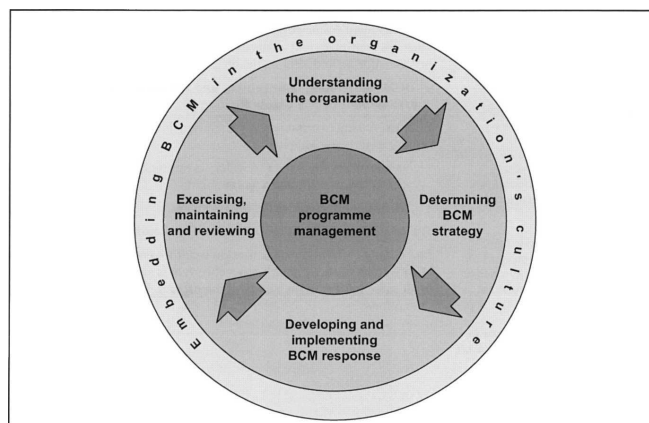 Embedding BCM in the organization's culture
Understanding
the organization
Exercising,
maintaining
and reviewing
BCM
programme
management
Determining
BCM
strategy
Developing and
implementing
BCM response